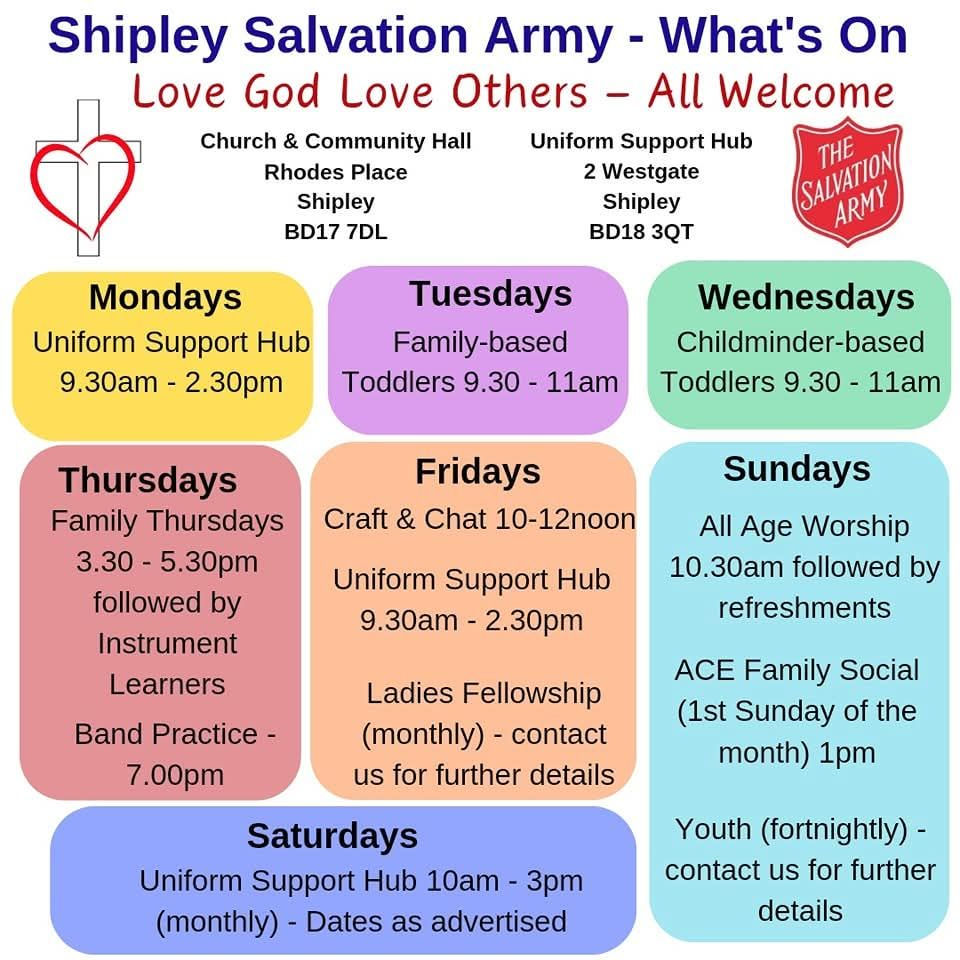 Shipley Salvation Army - What's On
Love God Love Others – All Welcome
Church & Community Hall
Rhodes Place
Shipley
BD17 7DL
Uniform Support Hub
2 Westgate
Shipley
BD18 3QT
THE
SALVATION
ARMY
Mondays
Uniform Support Hub
9.30am - 2.30pm
Tuesdays
Family-based
Toddlers 9.30 - 11am
Wednesdays
Childminder-based
Toddlers 9.30 - 11am
Thursdays
Family Thursdays
3.30 - 5.30pm
followed by
Instrument
Learners
Band Practice -
7.00pm
Fridays
Craft & Chat 10-12noon
Uniform Support Hub
9.30am - 2.30pm
Ladies Fellowship
(monthly) - contact
us for further details
Sundays
All Age Worship
10.30am followed by
refreshments
ACE Family Social
(1st Sunday of the
month) 1pm
Youth (fortnightly) -
contact us for further
details
Saturdays
Uniform Support Hub 10am - 3pm
(monthly) - Dates as advertised